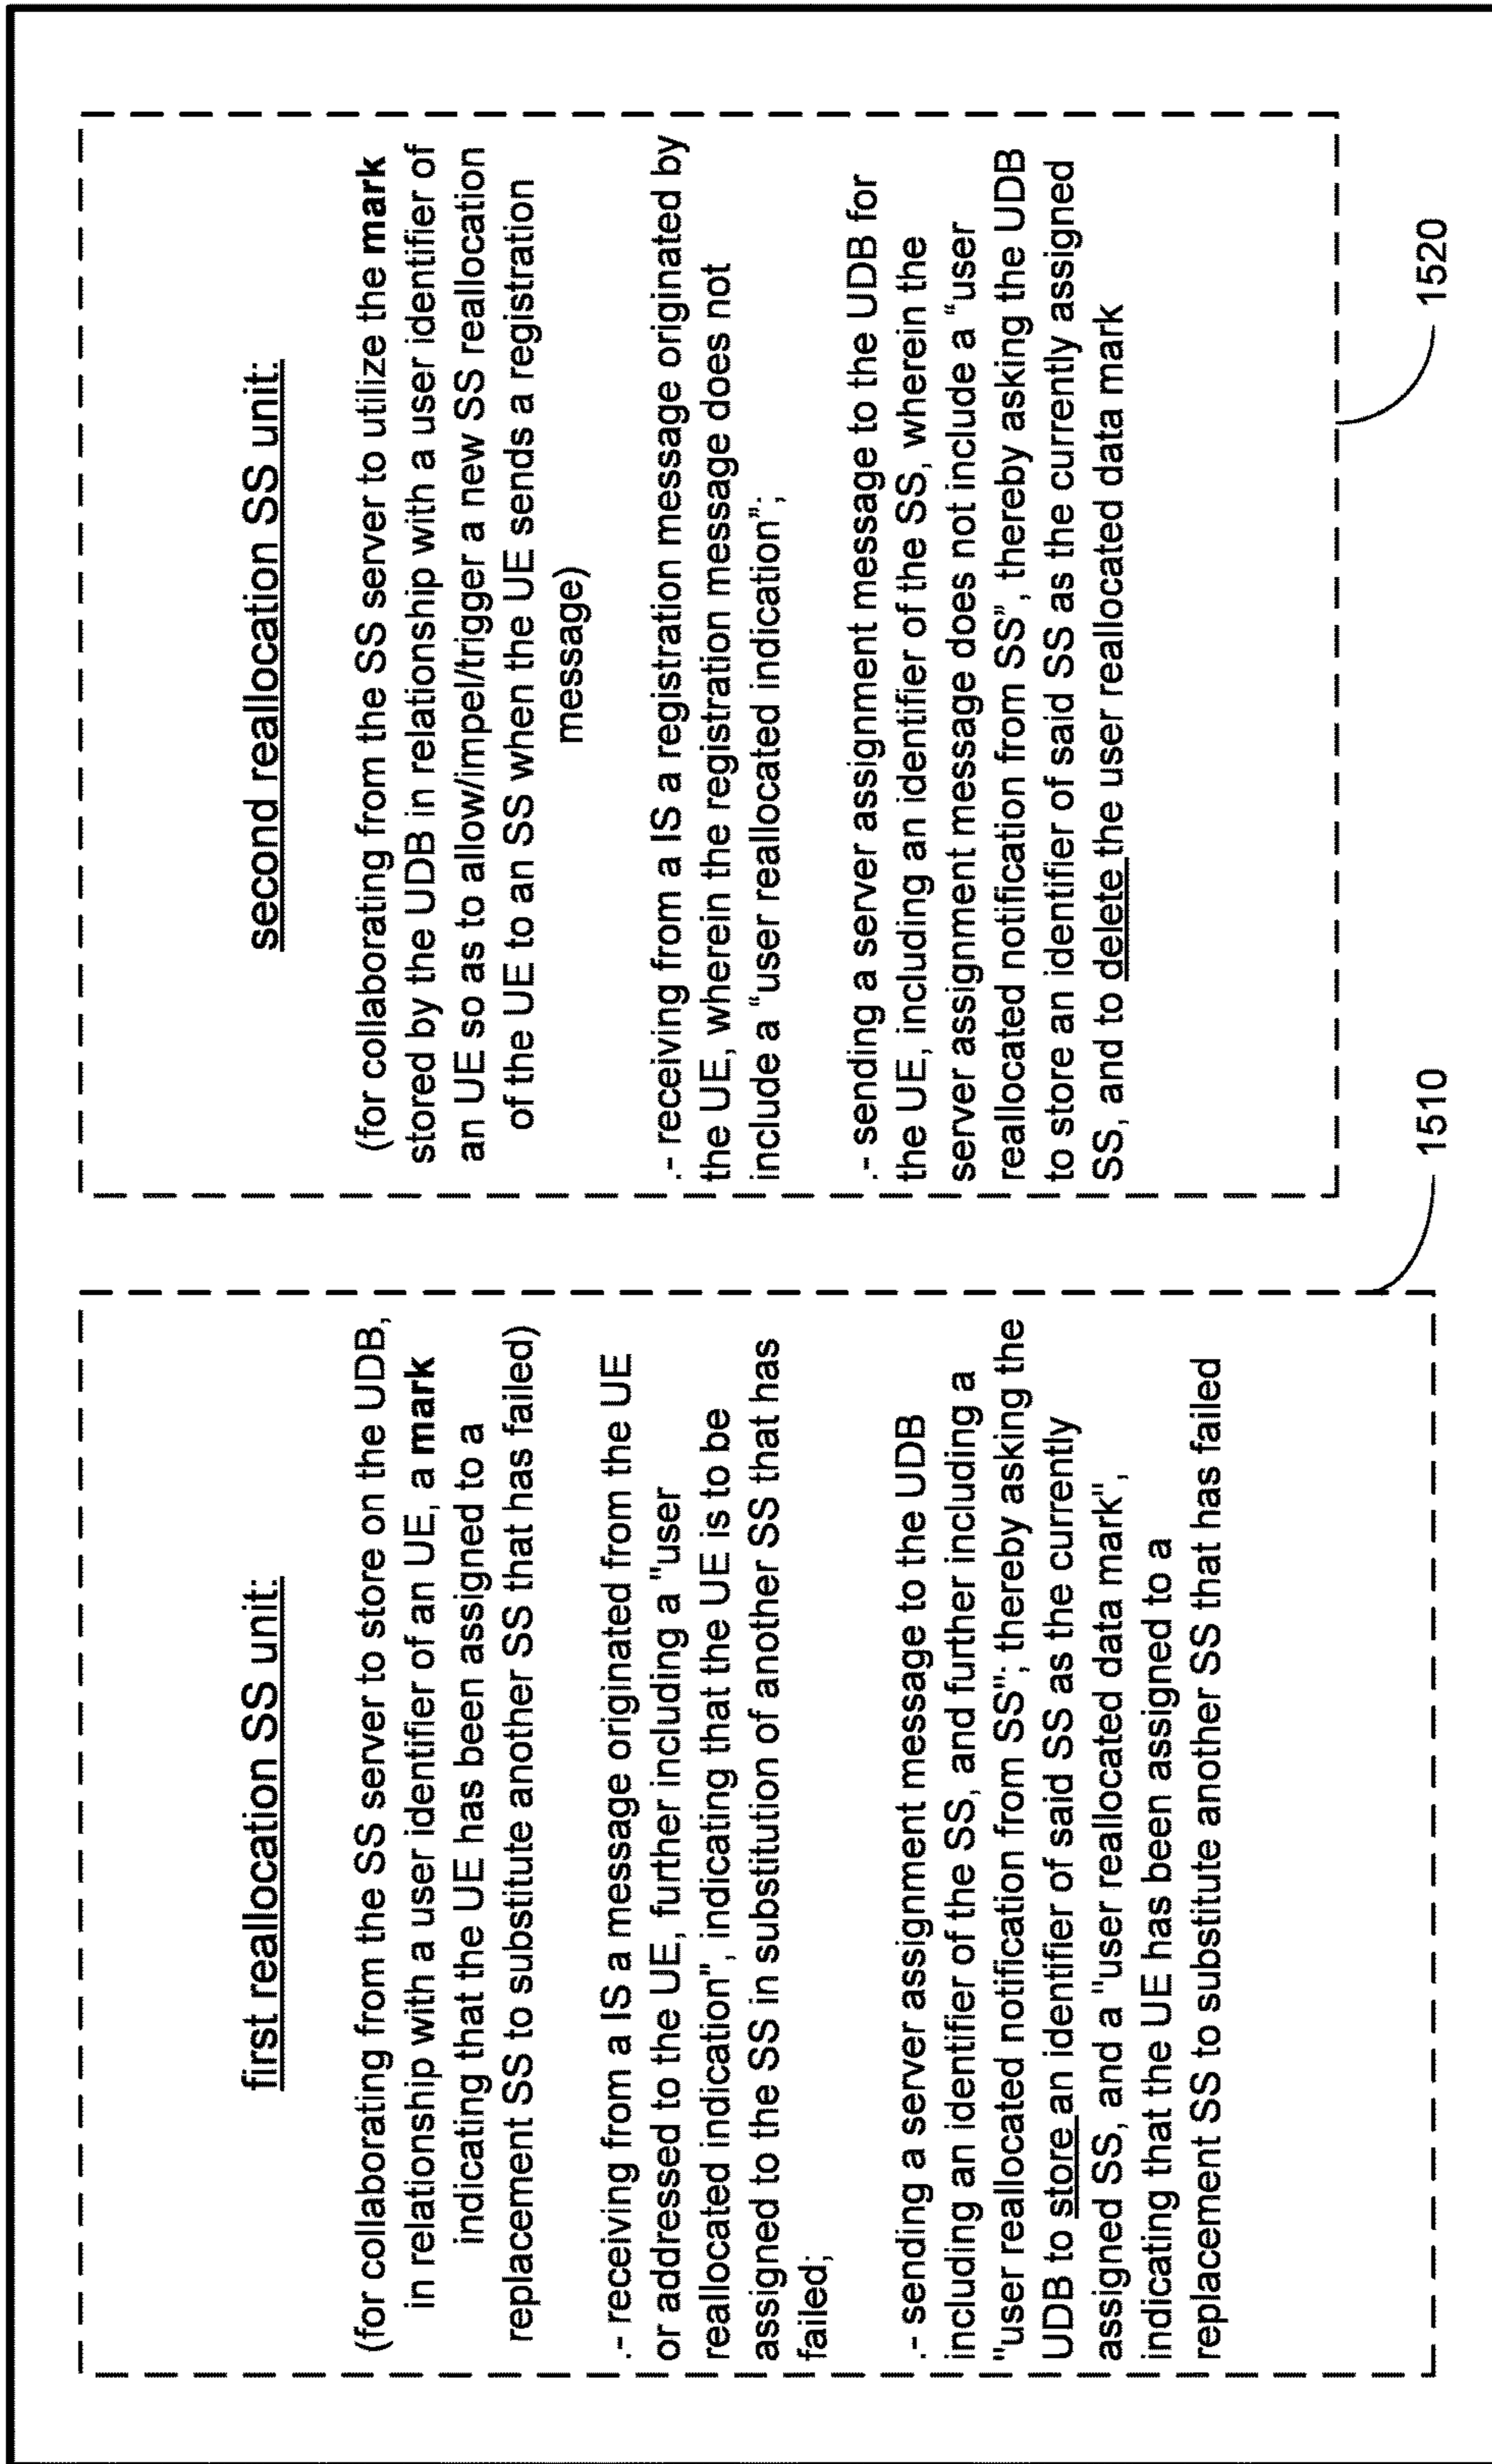 first reallocation SS unit:
(for collaborating from the SS server to store on the UDB,
in relationship with a user identifier of an UE, a mark
indicating that the UE has been assigned to a
replacement SS to substitute another SS that has failed)
.- receiving from a IS a message originated from the UE
or addressed to the UE, further including a "user
reallocated indication", indicating that the UE is to be
assigned to the SS in substitution of another SS that has
failed;
.- sending a server assignment message to the UDB
including an identifier of the SS, and further including a
"user reallocated notification from SS"; thereby asking the
UDB to store an identifier of said SS as the currently
assigned SS, and a "user reallocated data mark",
indicating that the UE has been assigned to a
replacement SS to substitute another SS that has failed
1510
second reallocation SS unit:
(for collaborating from the SS server to utilize the mark
stored by the UDB in relationship with a user identifier of
an UE so as to allow/impel/trigger a new SS reallocation
of the UE to an SS when the UE sends a registration
message)
.- receiving from a IS a registration message originated by
the UE, wherein the registration message does not
include a “user reallocated indication”;
.- sending a server assignment message to the UDB for
the UE, including an identifier of the SS, wherein the
server assignment message does not include a “user
reallocated notification from SS”, thereby asking the UDB
to store an identifier of said SS as the currently assigned
SS, and to delete the user reallocated data mark
1520